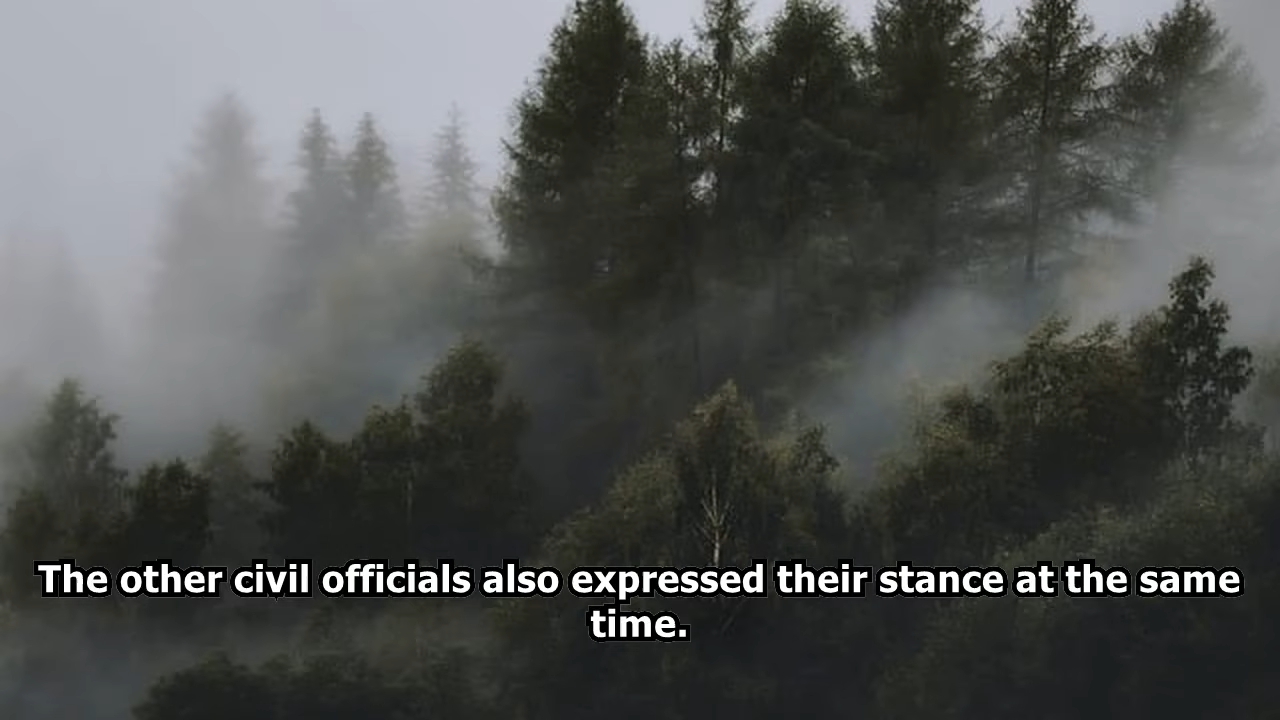 The other civil officials also expressed their stance at the same
time.